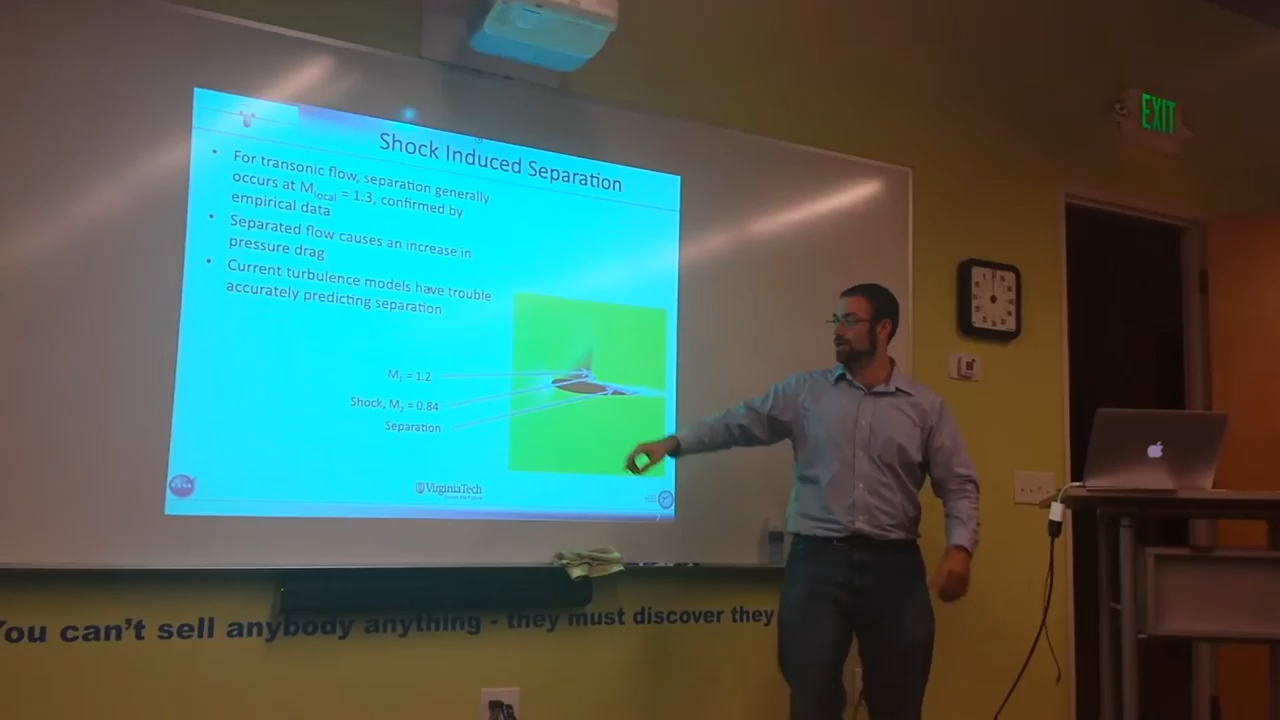 EXIT
Shock Induced Separation
• For transonic flow, separation generally
occurs at Mlocal = 1.3, confirmed by
empirical data
• Separated flow causes an increase in
pressure drag
• Current turbulence models have trouble
accurately predicting separation
M1 = 1.2
Shock, M2 = 0.84
Separation
NASA
VirginiaTech
You can't sell anybody anything - they must discover they